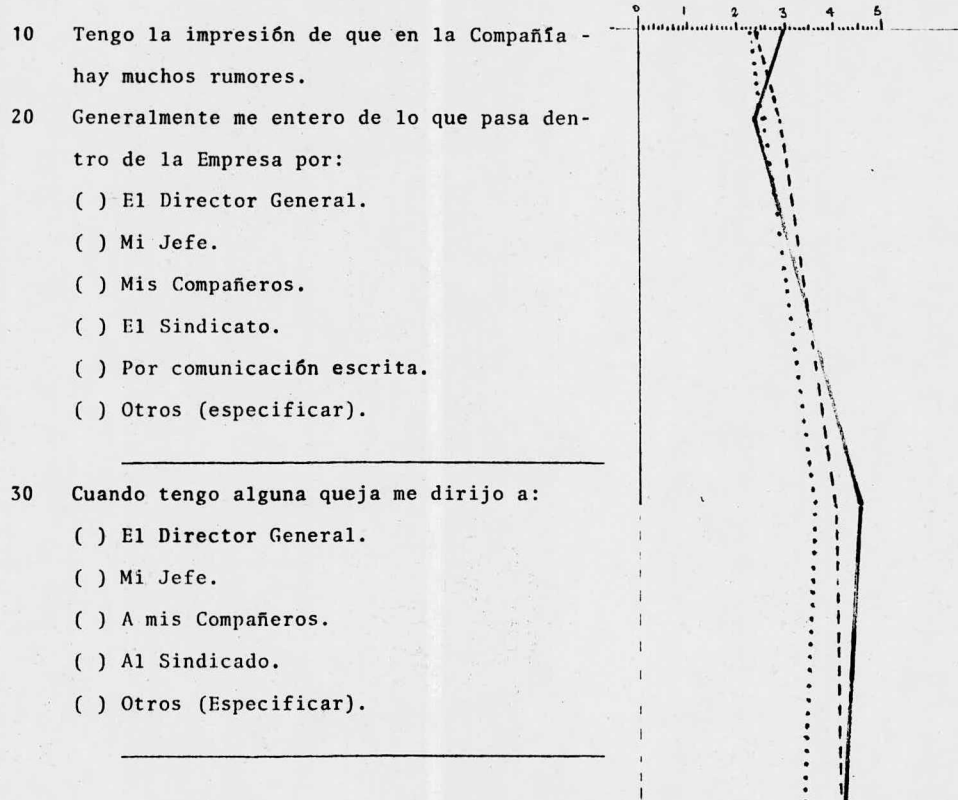 0 1 2 3 4 5
10 Tengo la impresión de que en la Compañía -
hay muchos rumores.
20 Generalmente me entero de lo que pasa den-
tro de la Empresa por:
( ) El Director General.
( ) Mi Jefe.
( ) Mis Compañeros.
( ) El Sindicato.
( ) Por comunicación escrita.
( ) Otros (especificar).
30 Cuando tengo alguna queja me dirijo a:
( ) El Director General.
( ) Mi Jefe.
( ) A mis Compañeros.
( ) Al Sindicado.
( ) Otros (Especificar).